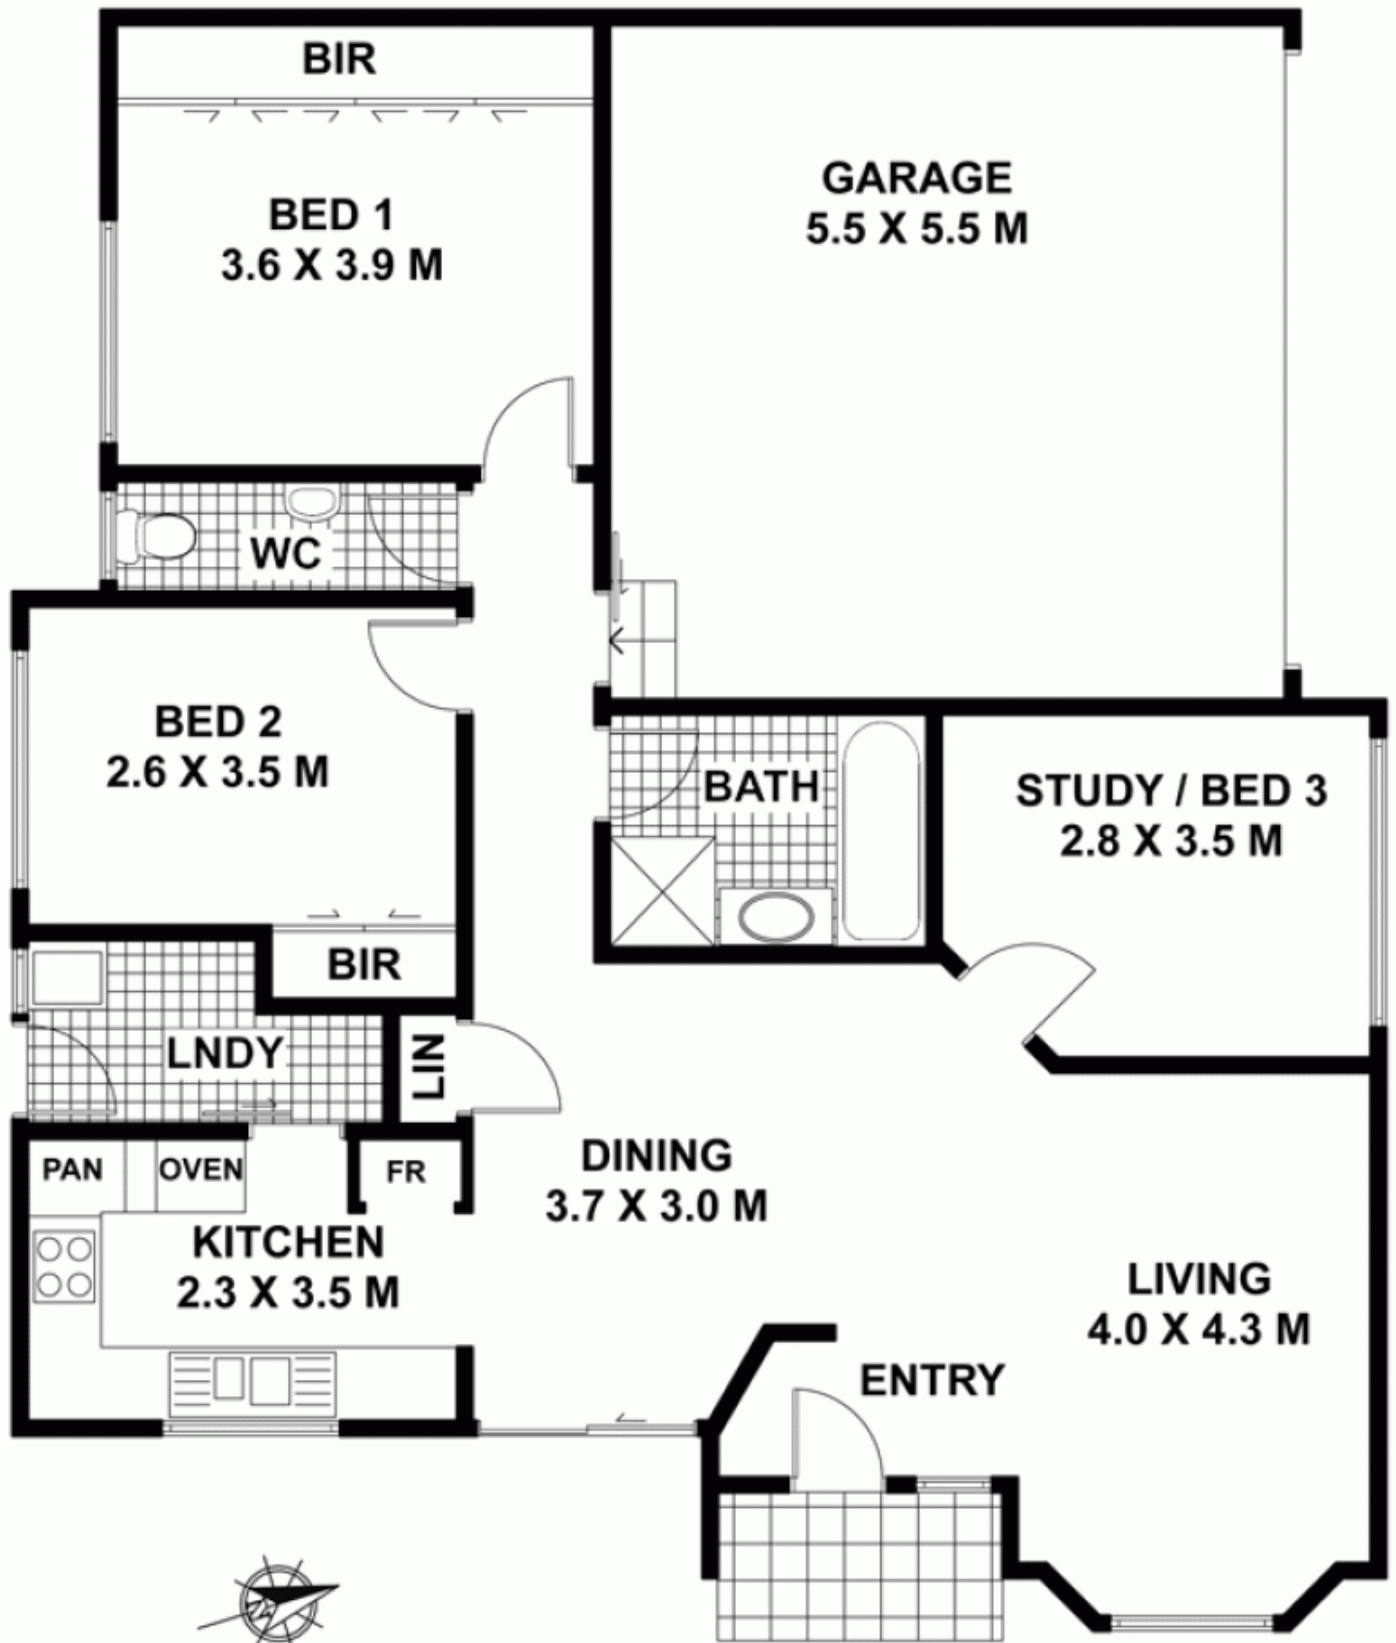 BIR
BED 1
3.6 X 3.9 M
GARAGE
5.5 X 5.5 M
WC
BED 2
2.6 X 3.5 M
BATH
STUDY / BED 3
2.8 X 3.5 M
BIR
LNDY
LIN
PAN
OVEN
FR
DINING
3.7 X 3.0 M
KITCHEN
2.3 X 3.5 M
LIVING
4.0 X 4.3 M
ENTRY
N